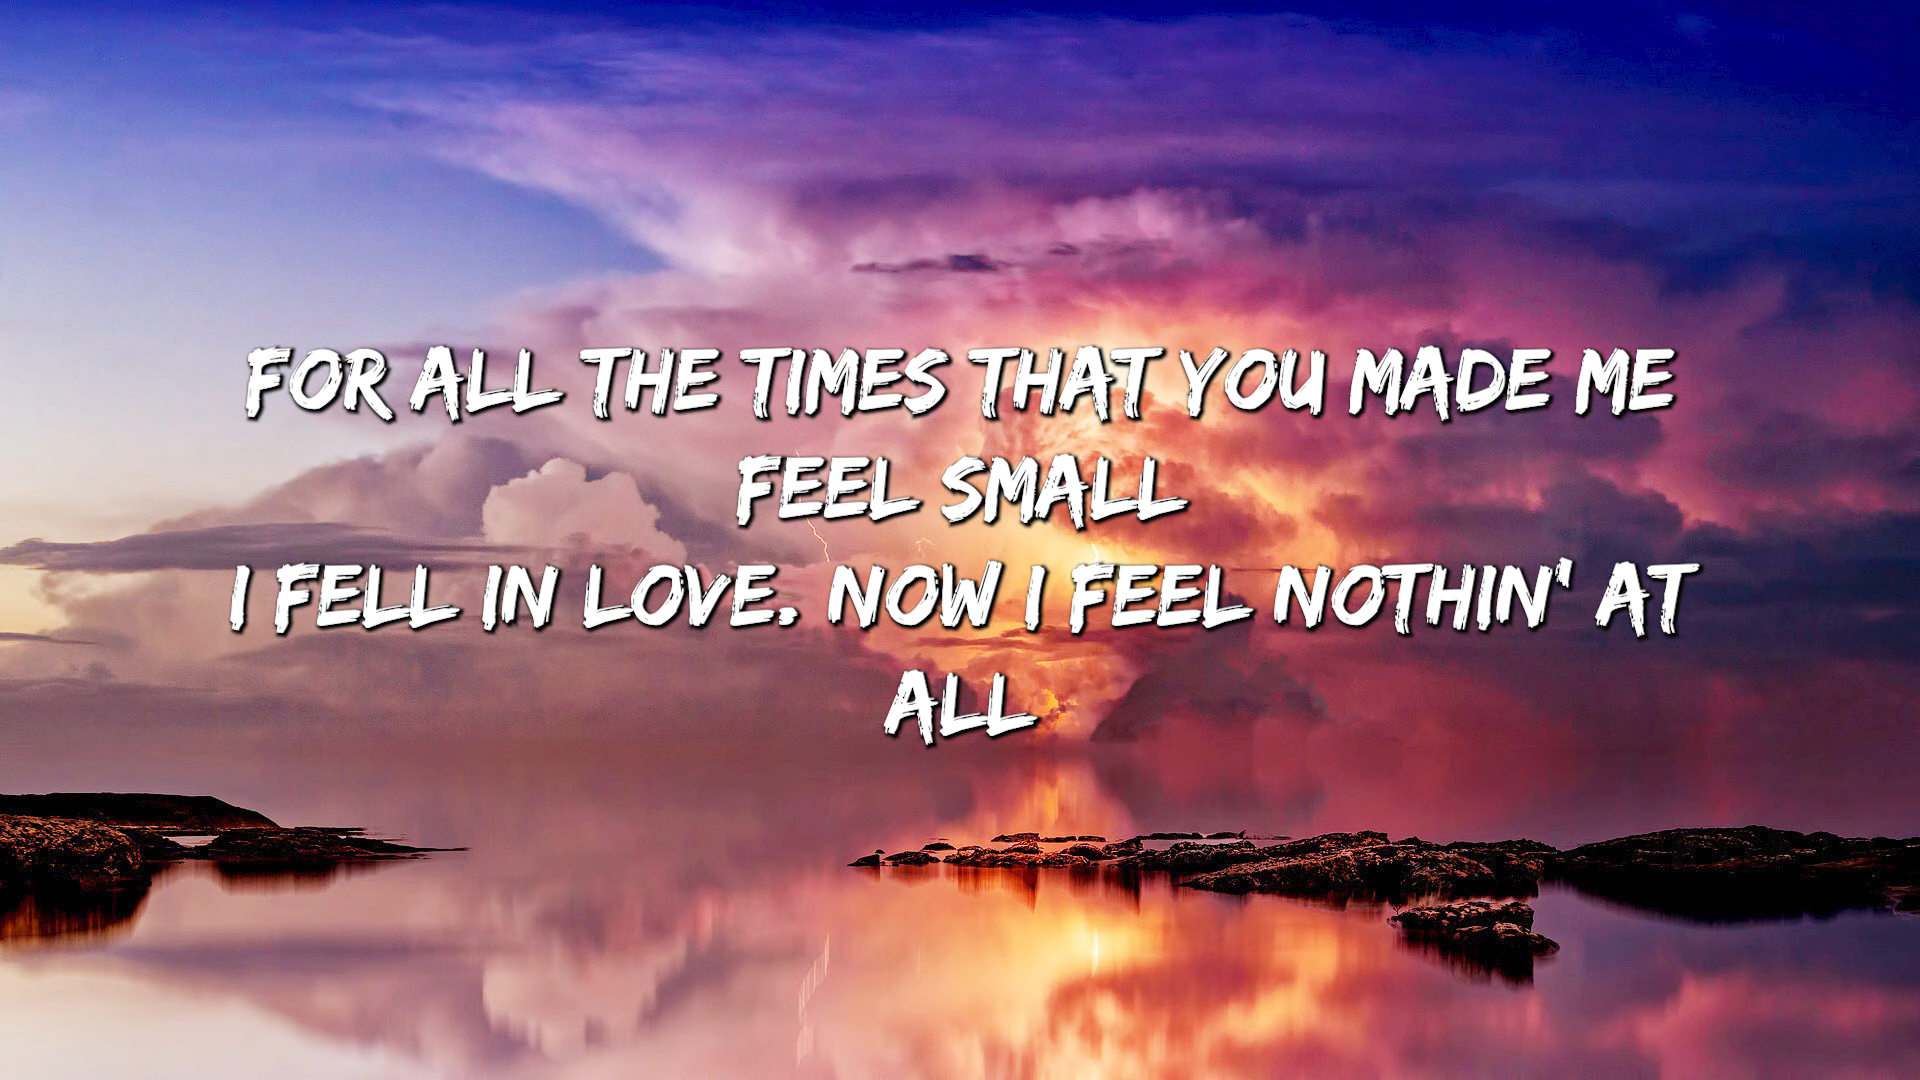 FOR ALL THE TIMES THAT YOU MADE ME
FEEL SMALL
I FELL IN LOVE. NOW I FEEL NOTHIN' AT
ALL